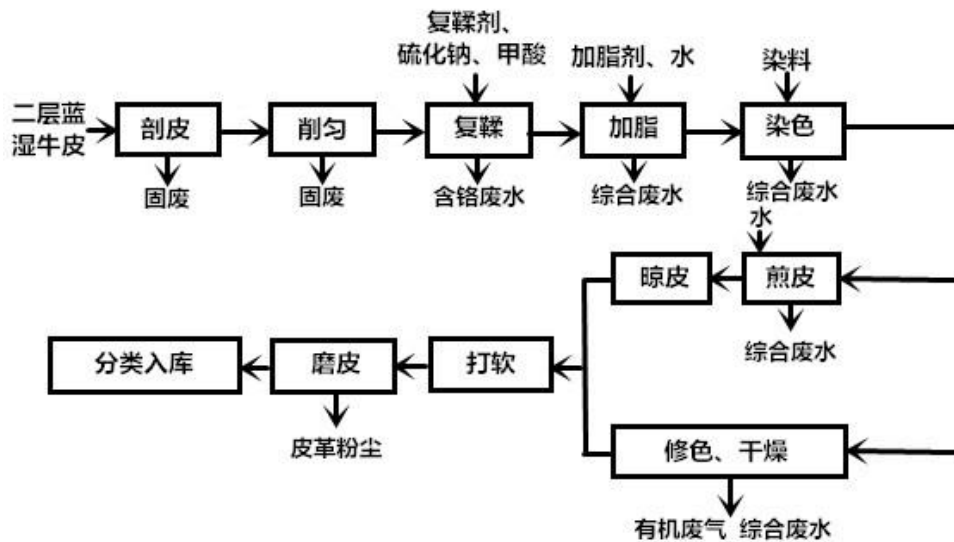 复鞣剂、
硫化钠、甲酸
加脂剂、水
染料
二层蓝
湿牛皮
剖皮
削匀
复鞣
加脂
染色
固废
固废
含铬废水
综合废水
综合废水
水
晾皮
煎皮
综合废水
分类入库
磨皮
打软
皮革粉尘
修色、干燥
有机废气 综合废水